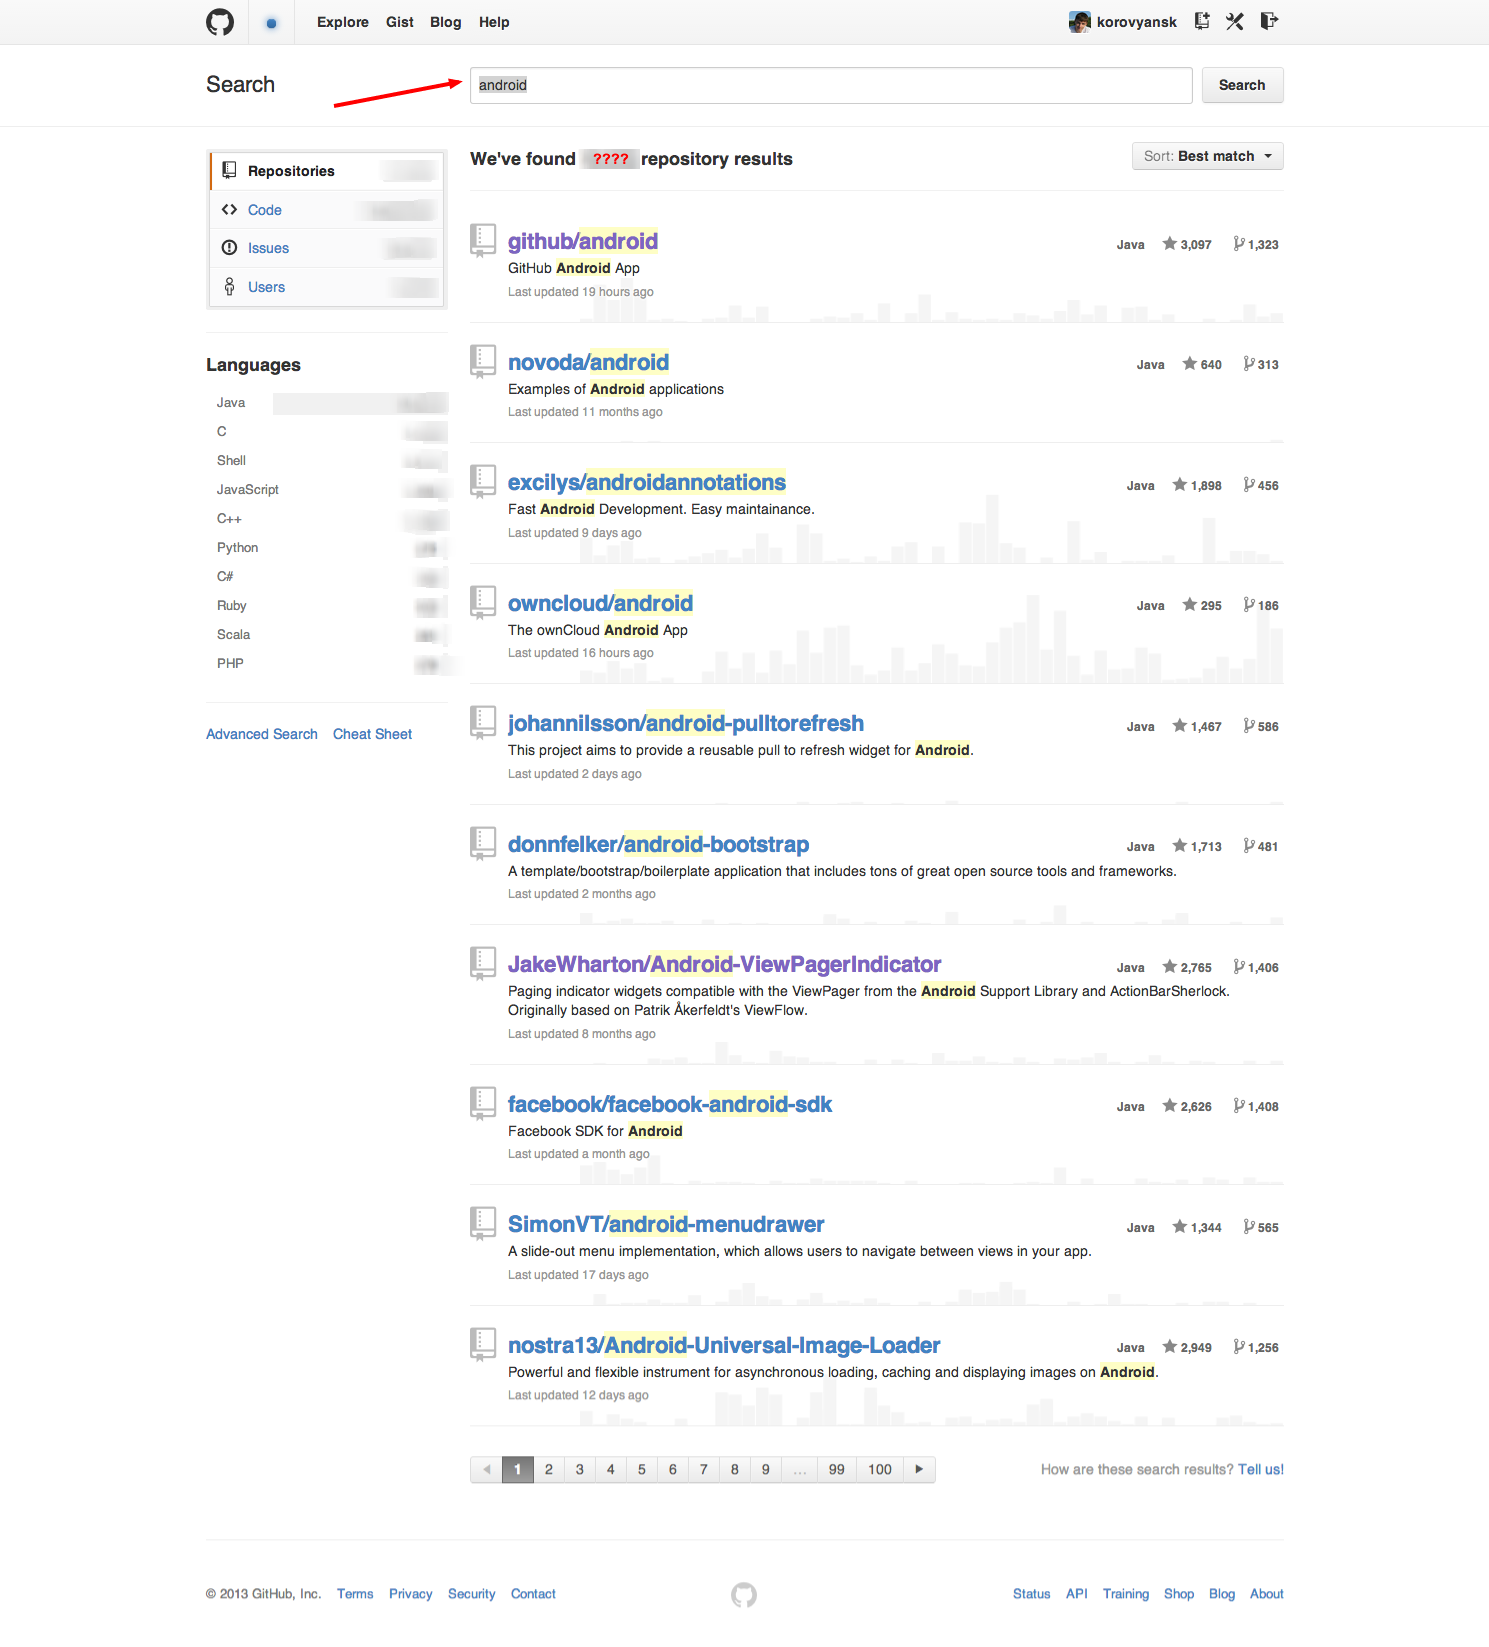 Explore Gist Blog Help korovyansk
Search android Search
Repositories
Code
Issues
Users
Languages
Java
C
Shell
JavaScript
C++
Python
C#
Ruby
Scala
PHP
Advanced Search Cheat Sheet
We've found ???? repository results Sort: Best match
github/android Java 3,097 1,323
GitHub Android App
Last updated 19 hours ago
novoda/android Java 640 313
Examples of Android applications
Last updated 11 months ago
excilys/androidannotations Java 1,898 456
Fast Android Development. Easy maintainance.
Last updated 9 days ago
owncloud/android Java 295 186
The ownCloud Android App
Last updated 16 hours ago
johannilsson/android-pulltorefresh Java 1,467 586
This project aims to provide a reusable pull to refresh widget for Android.
Last updated 2 days ago
donnfelker/android-bootstrap Java 1,713 481
A template/bootstrap/boilerplate application that includes tons of great open source tools and frameworks.
Last updated 2 months ago
JakeWharton/Android-ViewPagerIndicator Java 2,765 1,406
Paging indicator widgets compatible with the ViewPager from the Android Support Library and ActionBarSherlock.
Originally based on Patrik Åkerfeldt's ViewFlow.
Last updated 8 months ago
facebook/facebook-android-sdk Java 2,626 1,408
Facebook SDK for Android
Last updated a month ago
SimonVT/android-menudrawer Java 1,344 565
A slide-out menu implementation, which allows users to navigate between views in your app.
Last updated 17 days ago
nostra13/Android-Universal-Image-Loader Java 2,949 1,256
Powerful and flexible instrument for asynchronous loading, caching and displaying images on Android.
Last updated 12 days ago
1 2 3 4 5 6 7 8 9 ... 99 100 How are these search results? Tell us!
© 2013 GitHub, Inc. Terms Privacy Security Contact Status API Training Shop Blog About